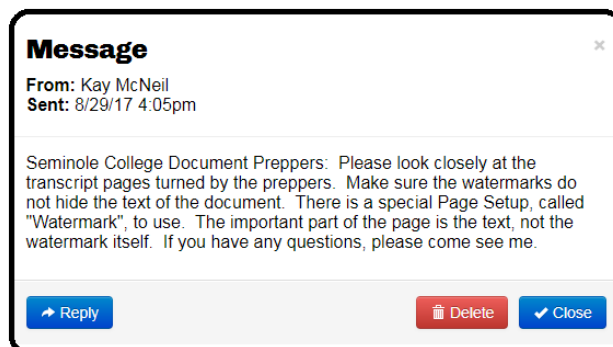 Message
×
From: Kay McNeil
Sent: 8/29/17 4:05pm
Seminole College Document Preppers:  Please look closely at the
transcript pages turned by the preppers.  Make sure the watermarks do
not hide the text of the document.  There is a special Page Setup, called
"Watermark", to use.  The important part of the page is the text, not the
watermark itself.  If you have any questions, please come see me.
Reply Delete Close